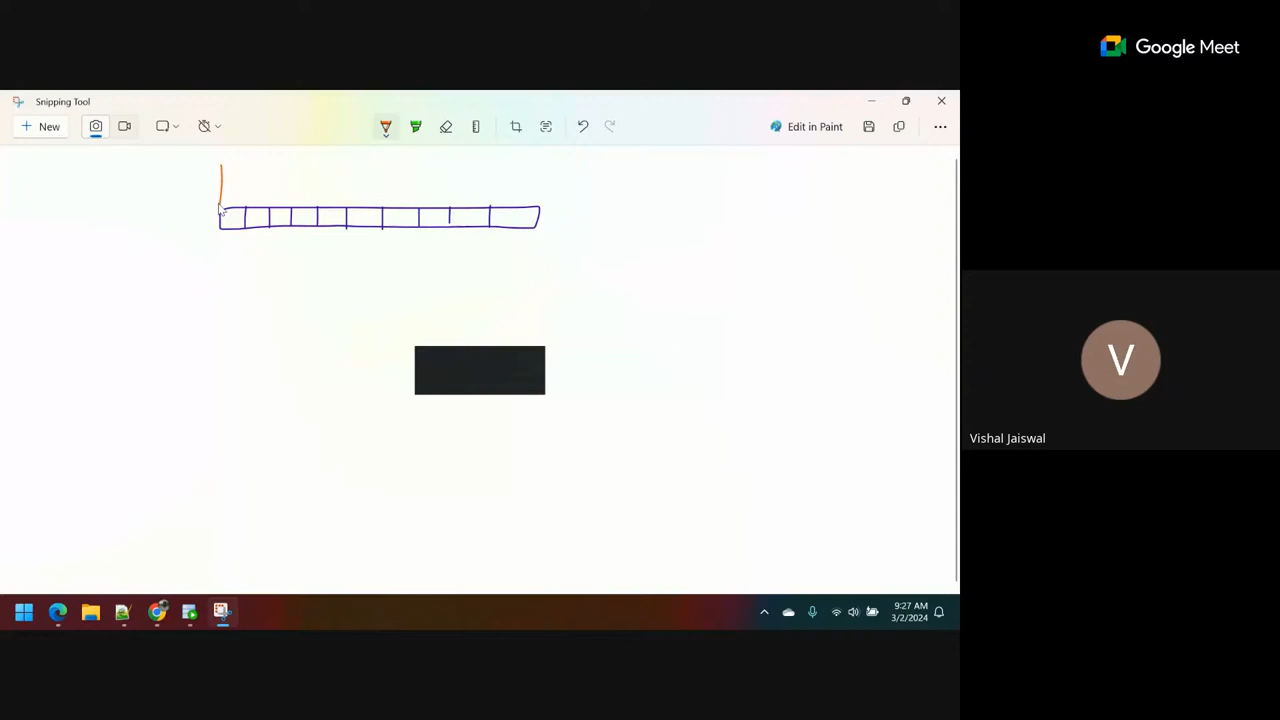 Google Meet
Snipping Tool
New
Edit in Paint
V
Vishal Jaiswal
9:27 AM
3/2/2024